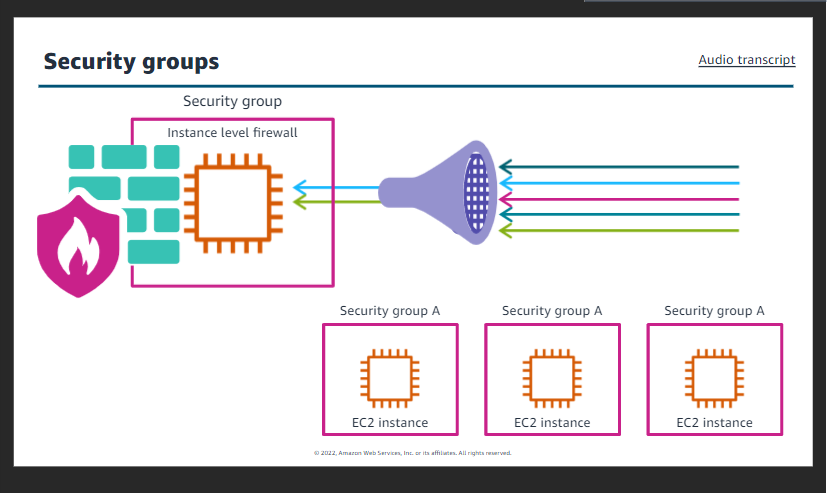 Security groups
Audio transcript
Security group
Instance level firewall
Security group A
Security group A
Security group A
EC2 instance
EC2 instance
EC2 instance
© 2022, Amazon Web Services, Inc. or its affiliates. All rights reserved.